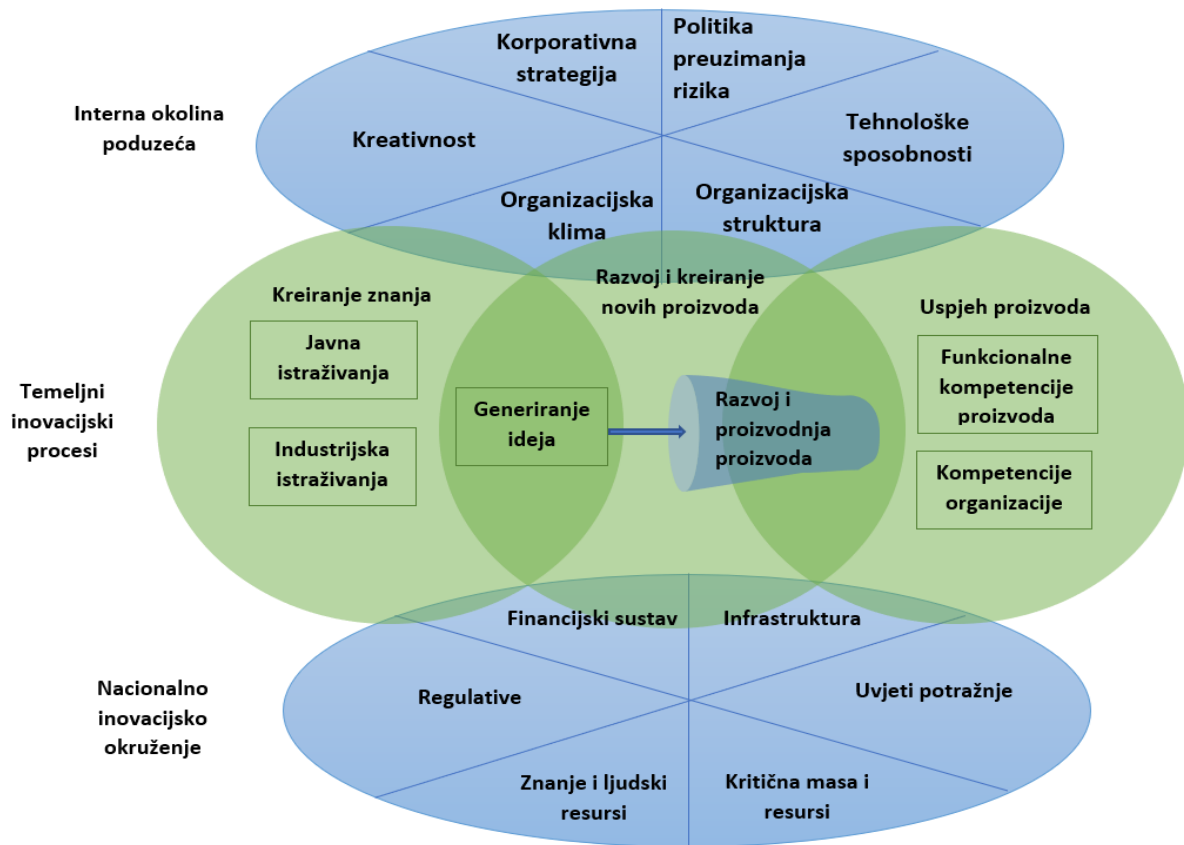 Interna okolina
poduzeća
Korporativna
strategija
Politika
preuzimanja
rizika
Kreativnost
Tehnološke
sposobnosti
Organizacijska
klima
Organizacijska
struktura
Temeljni
inovacijski
procesi
Kreiranje znanja
Javna
istraživanja
Industrijska
istraživanja
Razvoj i kreiranje
novih proizvoda
Generiranje
ideja
Razvoj i
proizvodnja
proizvoda
Uspjeh proizvoda
Funkcionalne
kompetencije
proizvoda
Kompetencije
organizacije
Nacionalno
inovacijsko
okruženje
Financijski sustav
Infrastruktura
Regulative
Uvjeti potražnje
Znanje i ljudski
resursi
Kritična masa i
resursi